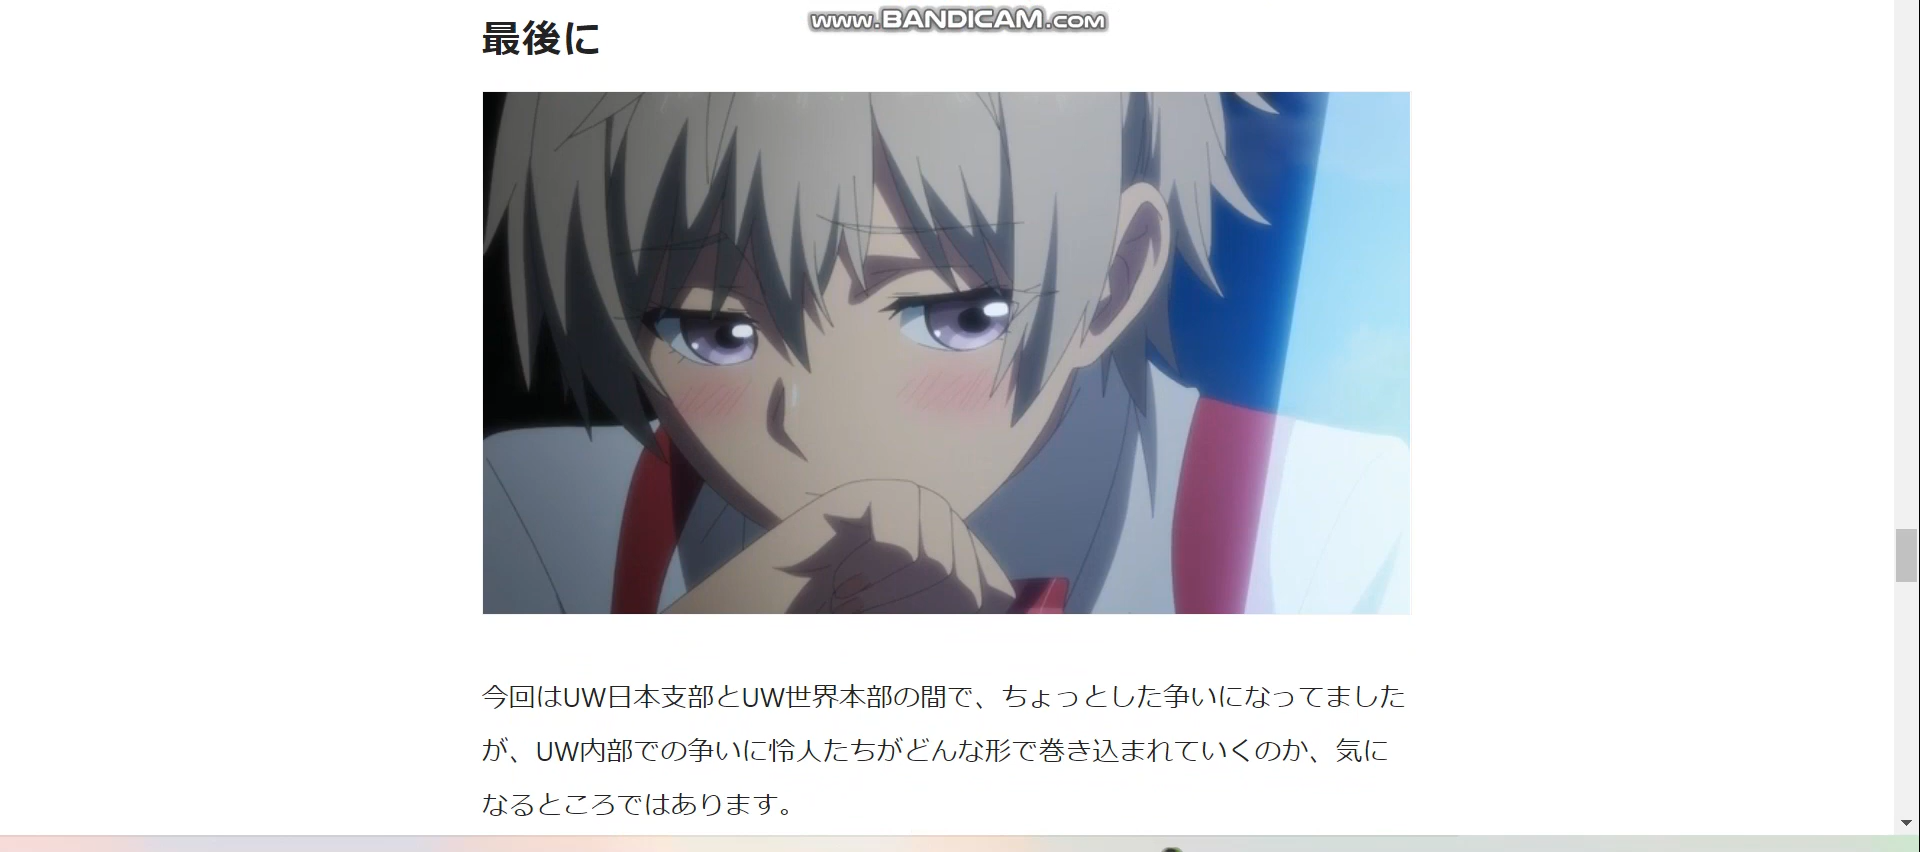 www.BANDICAM.com
最後に
今回はUW日本支部とUW世界本部の間で、ちょっとした争いになってました
が、UW内部での争いに怜人たちがどんな形で巻き込まれていくのか、気に
なるところではあります。